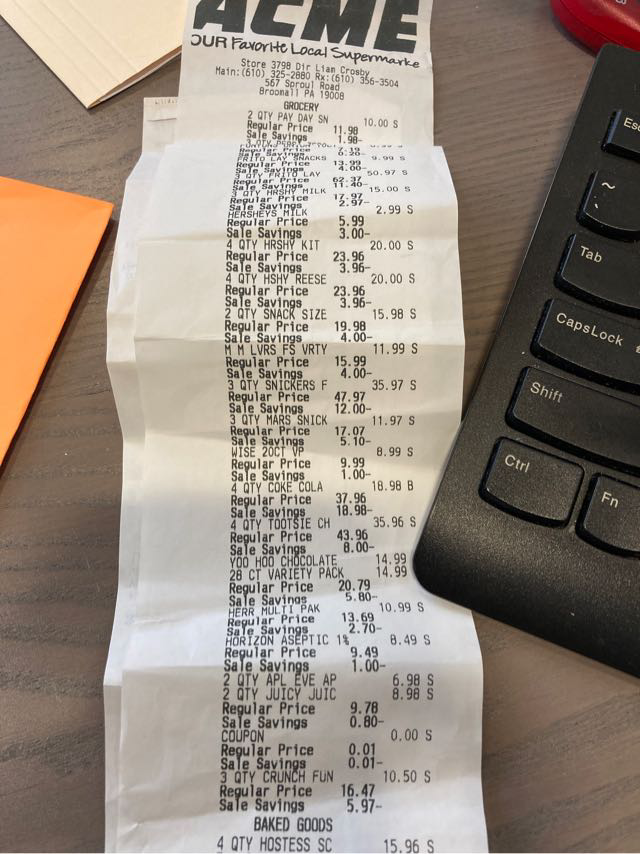 ACME
OUR Favorite Local Supermarke
Store 3798 Dir Liam Crosby
Main:(610) 325-2880 Rx:(610) 356-3504
567 Sproul Road
Broomall PA 19008
GROCERY
2 QTY PAY DAY SN 10.00 S
Regular Price 11.98
Sale Savings 1.98-
Regular Price
Sale Savings
FRITO LAY SNACKS 9.99 S
Regular Price 13.99
Sale Savings 4.00-
3 QTY FRITO LAY 50.97 S
Regular Price 62.37
Sale Savings 11.40-
3 QTY HRSHY MILK 15.00 S
Regular Price 17.97
Sale Savings 2.97-
HERSHEYS MILK 2.99 S
Regular Price 5.99
Sale Savings 3.00-
4 QTY HRSHY KIT 20.00 S
Regular Price 23.96
Sale Savings 3.96-
4 QTY HSHY REESE 20.00 S
Regular Price 23.96
Sale Savings 3.96-
2 QTY SNACK SIZE 15.98 S
Regular Price 19.98
Sale Savings 4.00-
M M LVRS FS VRTY 11.99 S
Regular Price 15.99
Sale Savings 4.00-
3 QTY SNICKERS F 35.97 S
Regular Price 47.97
Sale Savings 12.00-
3 QTY MARS SNICK 11.97 S
Regular Price 17.07
Sale Savings 5.10-
WISE 20CT VP 8.99 S
Regular Price 9.99
Sale Savings 1.00-
4 QTY COKE COLA 18.98 B
Regular Price 37.96
Sale Savings 18.98-
4 QTY TOOTSIE CH 35.96 S
Regular Price 43.96
Sale Savings 8.00-
YOO HOO CHOCOLATE 14.99
28 CT VARIETY PACK 14.99
Regular Price 20.79
Sale Savings 5.80-
HERR MULTI PAK 10.99 S
Regular Price 13.69
Sale Savings 2.70-
HORIZON ASEPTIC 1% 8.49 S
Regular Price 9.49
Sale Savings 1.00-
2 QTY APL EVE AP 6.98 S
2 QTY JUICY JUIC 8.98 S
Regular Price 9.78
Sale Savings 0.80-
COUPON 0.00 S
Regular Price 0.01
Sale Savings 0.01-
3 QTY CRUNCH FUN 10.50 S
Regular Price 16.47
Sale Savings 5.97-
BAKED GOODS
4 QTY HOSTESS SC 15.96 S
Esc
~
Tab
CapsLock
Shift
Ctrl
Fn